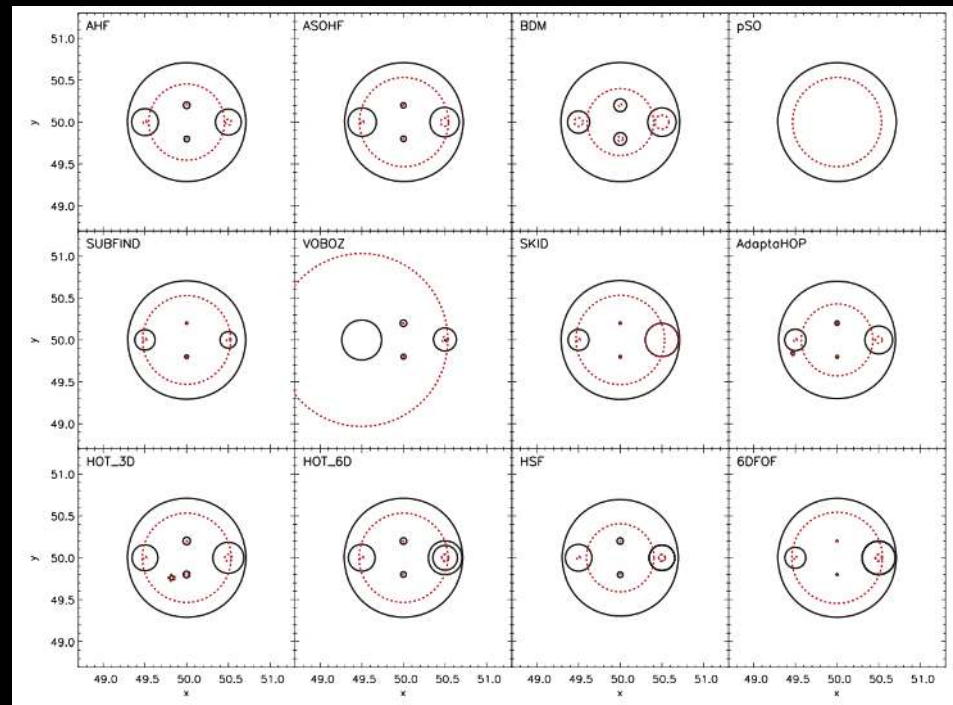 AHF ASOHF BDM pSO
51.0
50.5
y 50.0
49.5
49.0
SUBFIND VOBOZ SKID AdaptaHOP
51.0
50.5
y 50.0
49.5
49.0
HOT_3D HOT_6D HSF 6DFOF
51.0
50.5
y 50.0
49.5
49.0
49.0 49.5 50.0 50.5 51.0 49.0 49.5 50.0 50.5 51.0 49.0 49.5 50.0 50.5 51.0 49.0 49.5 50.0 50.5 51.0
x x x x